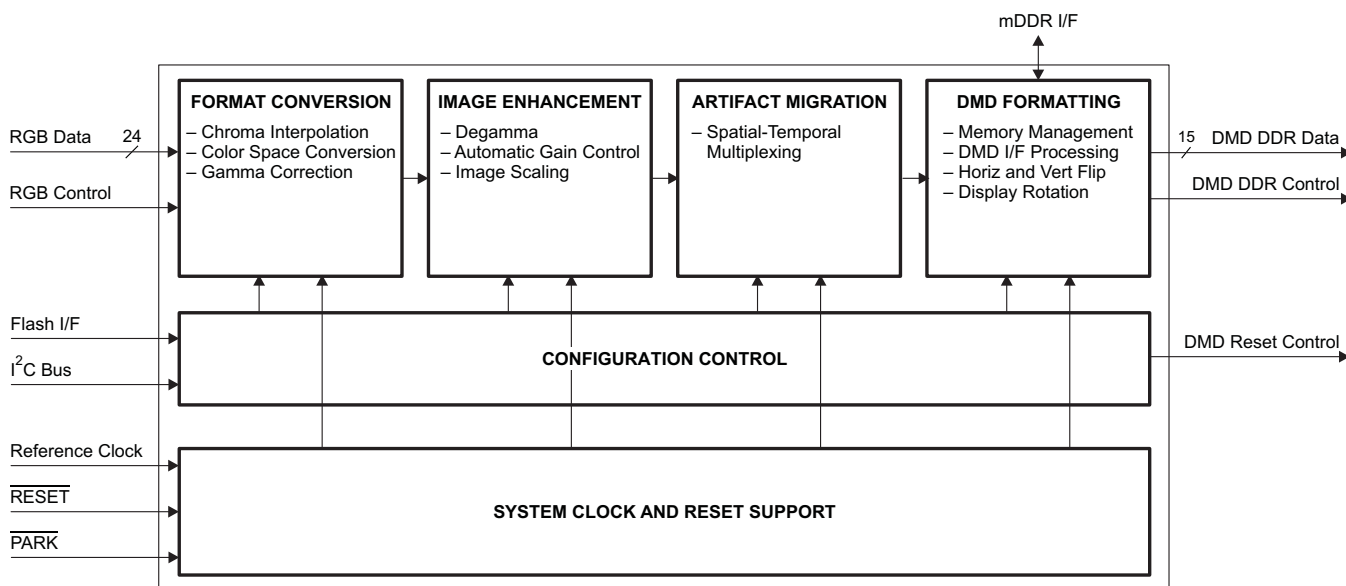 mDDR I/F
FORMAT CONVERSION
– Chroma Interpolation
– Color Space Conversion
– Gamma Correction
IMAGE ENHANCEMENT
– Degamma
– Automatic Gain Control
– Image Scaling
ARTIFACT MIGRATION
– Spatial-Temporal
Multiplexing
DMD FORMATTING
– Memory Management
– DMD I/F Processing
– Horiz and Vert Flip
– Display Rotation
RGB Data 24
RGB Control
15 DMD DDR Data
DMD DDR Control
Flash I/F
I²C Bus
CONFIGURATION CONTROL
DMD Reset Control
Reference Clock
RESET
PARK
SYSTEM CLOCK AND RESET SUPPORT